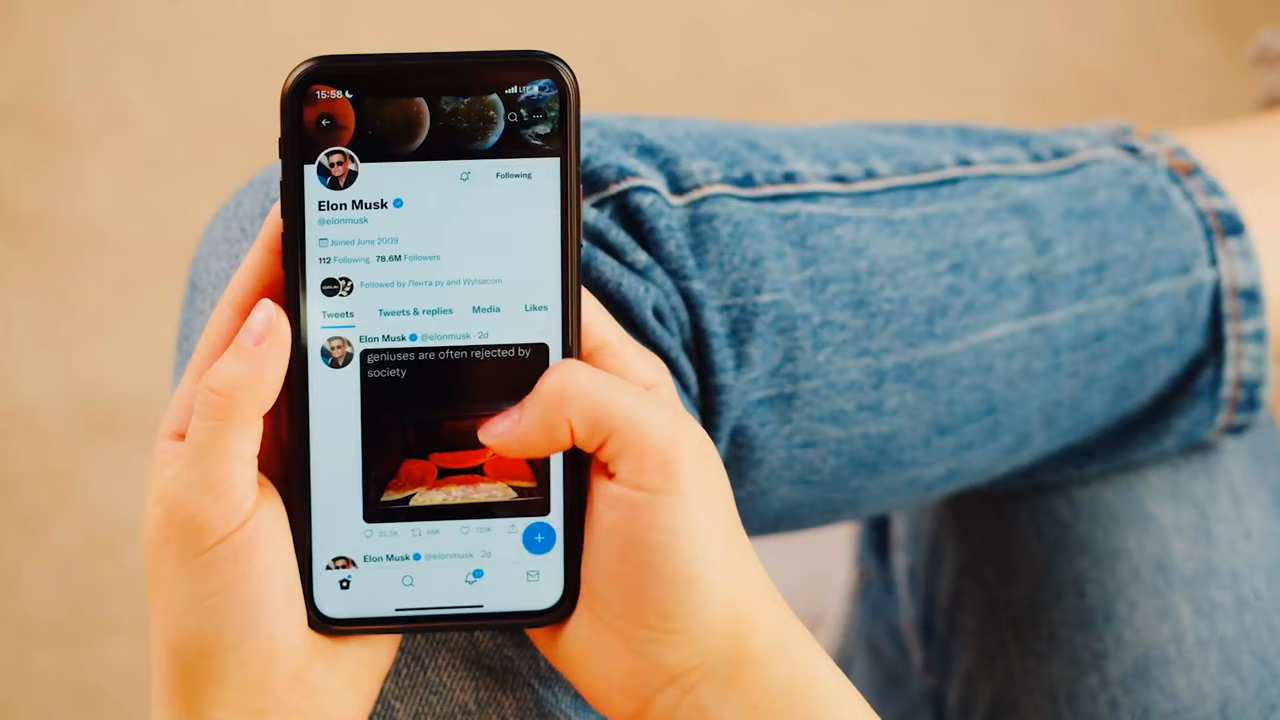 15:58 LTE
Following
Elon Musk
@elonmusk
Joined June 2009
112 Following 78,6M Followers
Followed by Лента ру and Wylsacom
Tweets Tweets & replies Media Likes
Elon Musk @elonmusk · 2d
geniuses are often rejected by
society
Elon Musk @elonmusk · 2d